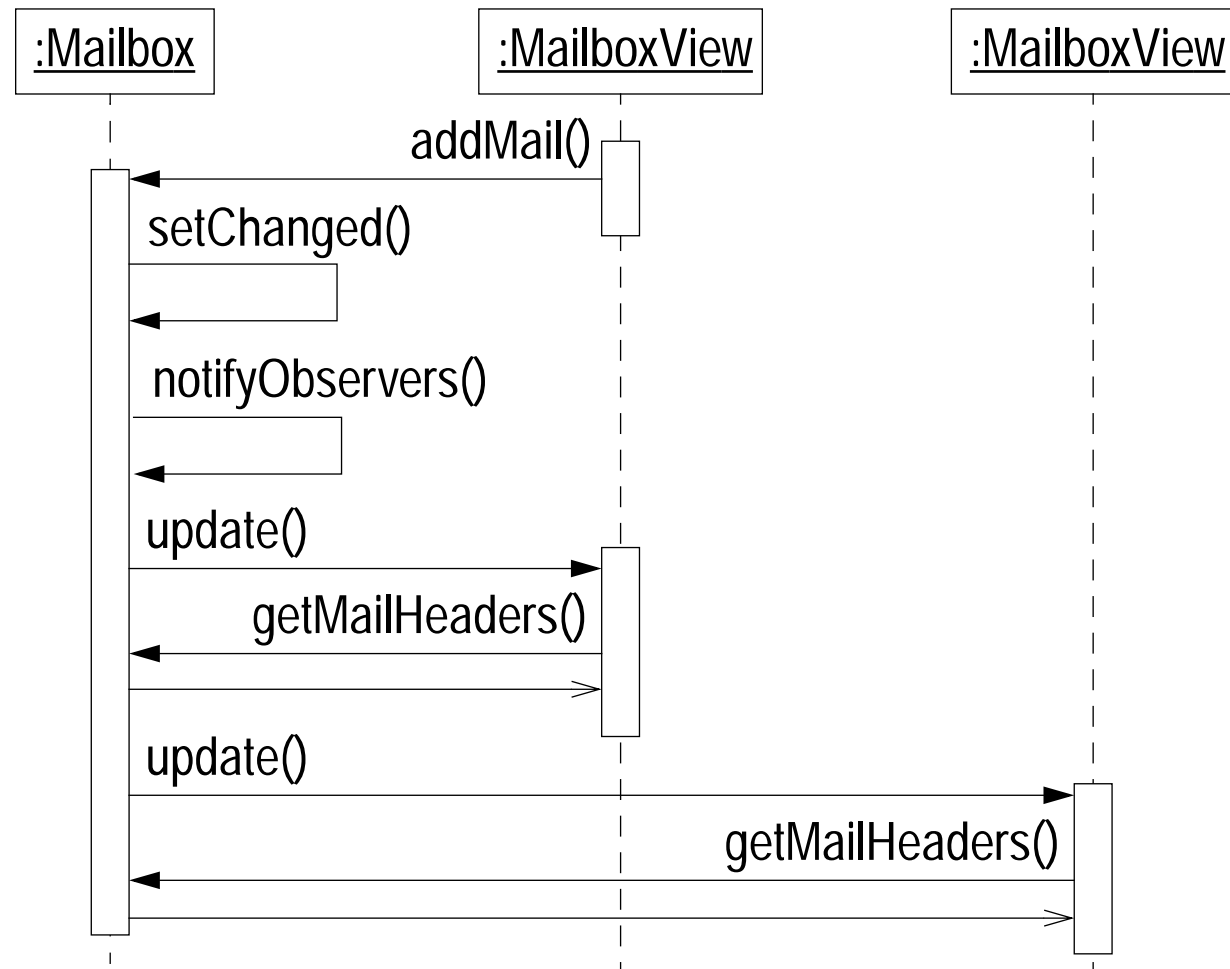 :Mailbox
:MailboxView
:MailboxView
addMail()
setChanged()
notifyObservers()
update()
getMailHeaders()
update()
getMailHeaders()